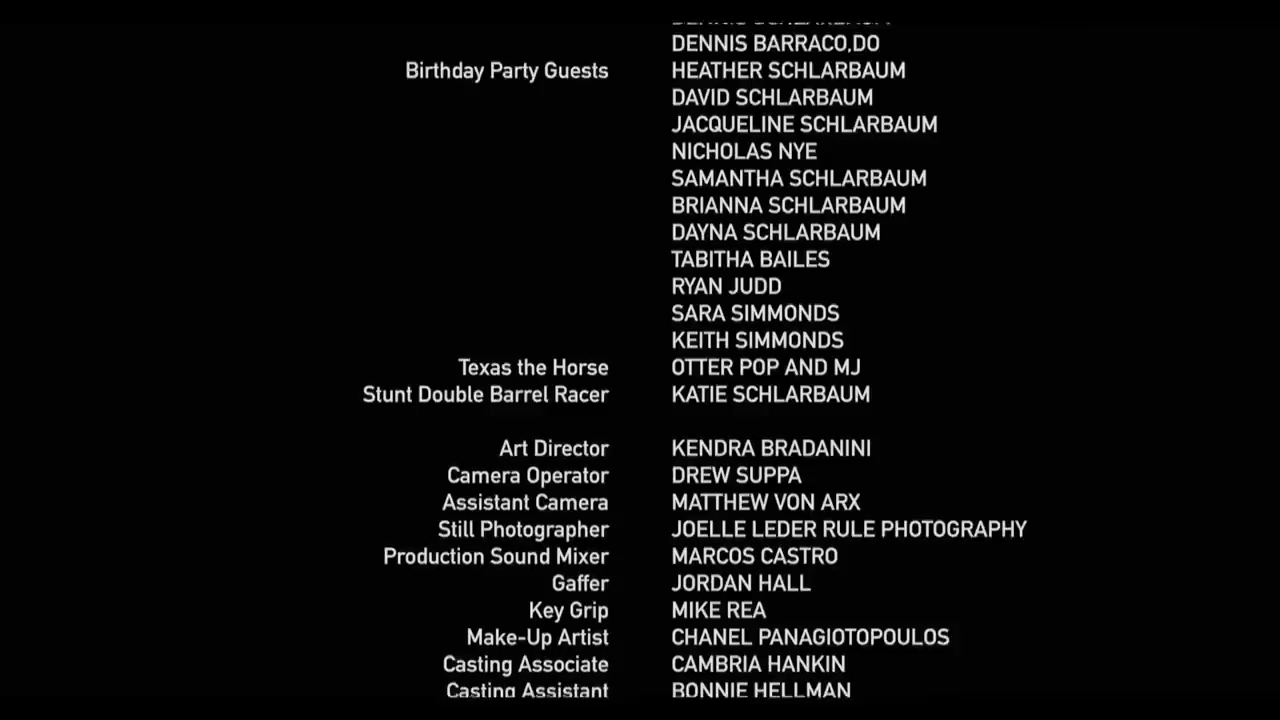 DENNIS BARRACO,DO
Birthday Party Guests HEATHER SCHLARBAUM
DAVID SCHLARBAUM
JACQUELINE SCHLARBAUM
NICHOLAS NYE
SAMANTHA SCHLARBAUM
BRIANNA SCHLARBAUM
DAYNA SCHLARBAUM
TABITHA BAILES
RYAN JUDD
SARA SIMMONDS
KEITH SIMMONDS
Texas the Horse OTTER POP AND MJ
Stunt Double Barrel Racer KATIE SCHLARBAUM
Art Director KENDRA BRADANINI
Camera Operator DREW SUPPA
Assistant Camera MATTHEW VON ARX
Still Photographer JOELLE LEDER RULE PHOTOGRAPHY
Production Sound Mixer MARCOS CASTRO
Gaffer JORDAN HALL
Key Grip MIKE REA
Make-Up Artist CHANEL PANAGIOTOPOULOS
Casting Associate CAMBRIA HANKIN
Casting Assistant BONNIE HELLMAN